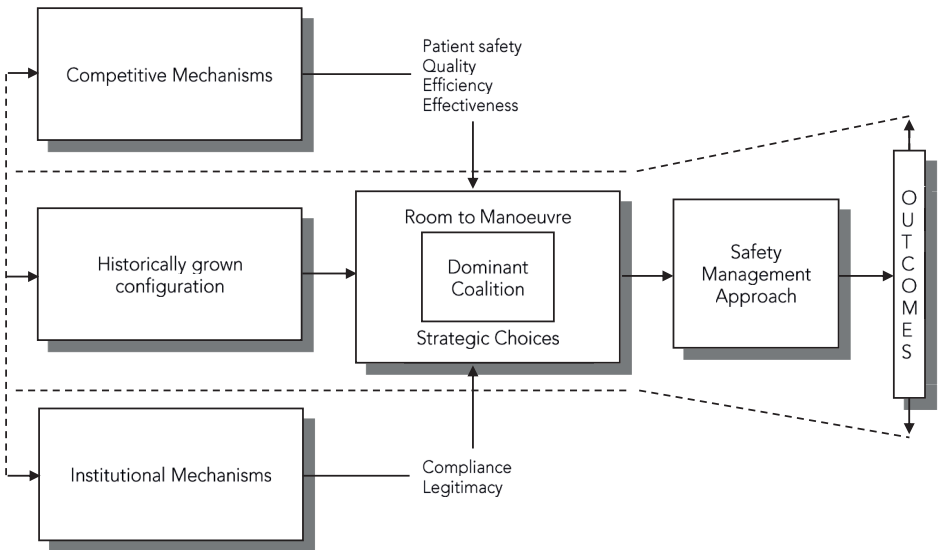 Competitive Mechanisms
Patient safety
Quality
Efficiency
Effectiveness
Historically grown
configuration
Room to Manoeuvre
Dominant
Coalition
Strategic Choices
Safety
Management
Approach
OUTCOMES
Institutional Mechanisms
Compliance
Legitimacy